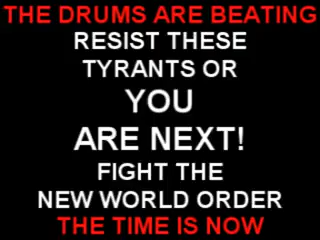 THE DRUMS ARE BEATING
RESIST THESE
TYRANTS OR
YOU
ARE NEXT!
FIGHT THE
NEW WORLD ORDER
THE TIME IS NOW